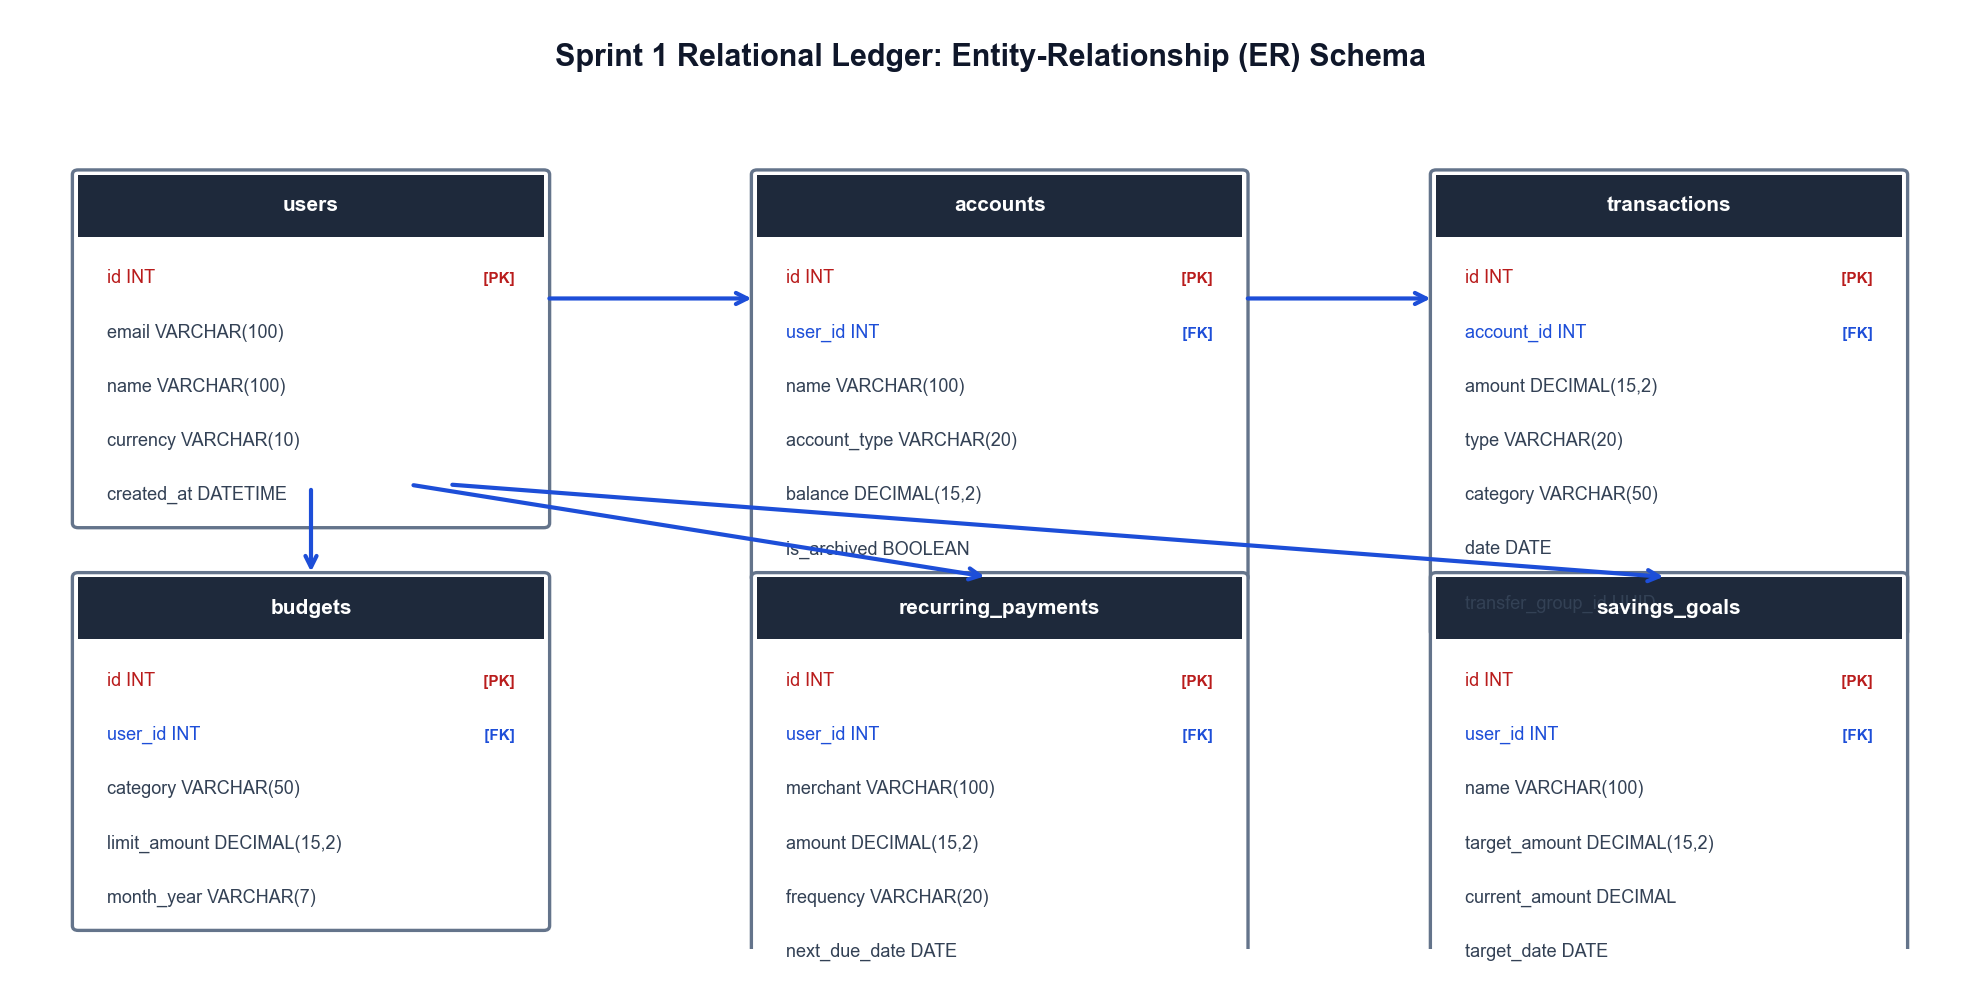 Sprint 1 Relational Ledger: Entity-Relationship (ER) Schema
users
id INT [PK]
email VARCHAR(100)
name VARCHAR(100)
currency VARCHAR(10)
created_at DATETIME
accounts
id INT [PK]
user_id INT [FK]
name VARCHAR(100)
account_type VARCHAR(20)
balance DECIMAL(15,2)
is_archived BOOLEAN
transactions
id INT [PK]
account_id INT [FK]
amount DECIMAL(15,2)
type VARCHAR(20)
category VARCHAR(50)
date DATE
transfer_group_id UUID
budgets
id INT [PK]
user_id INT [FK]
category VARCHAR(50)
limit_amount DECIMAL(15,2)
month_year VARCHAR(7)
recurring_payments
id INT [PK]
user_id INT [FK]
merchant VARCHAR(100)
amount DECIMAL(15,2)
frequency VARCHAR(20)
next_due_date DATE
savings_goals
id INT [PK]
user_id INT [FK]
name VARCHAR(100)
target_amount DECIMAL(15,2)
current_amount DECIMAL
target_date DATE